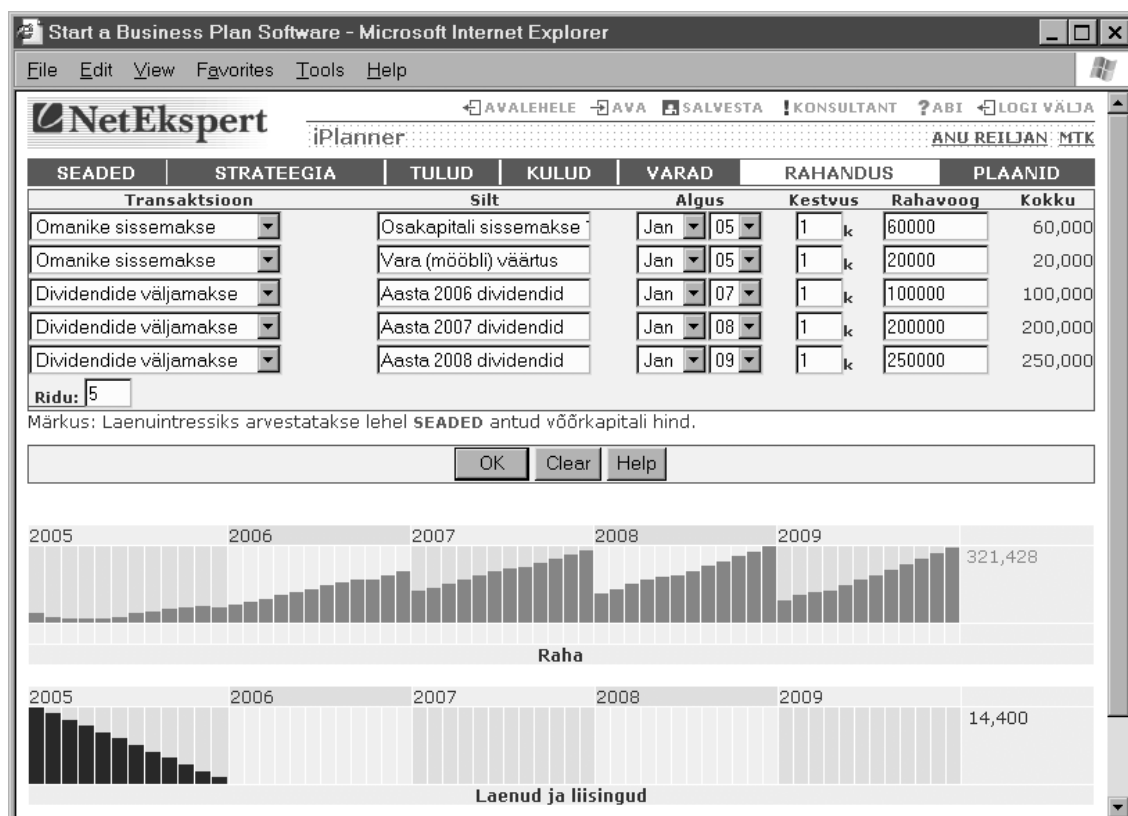 Start a Business Plan Software - Microsoft Internet Explorer
File Edit View Favorites Tools Help
NetEkspert AVALEHELE AVA SALVESTA !KONSULTANT ?ABI LOGI VÄLJA
iPlanner ANU REILJAN MTK
SEADED STRATEEGIA TULUD KULUD VARAD RAHANDUS PLAANID
Transaktsioon Silt Algus Kestvus Rahavoog Kokku
Omanike sissemakse Osakapitali sissemakse Jan 05 1 k 60000 60,000
Omanike sissemakse Vara (mööbli) väärtus Jan 05 1 k 20000 20,000
Dividendide väljamakse Aasta 2006 dividendid Jan 07 1 k 100000 100,000
Dividendide väljamakse Aasta 2007 dividendid Jan 08 1 k 200000 200,000
Dividendide väljamakse Aasta 2008 dividendid Jan 09 1 k 250000 250,000
Ridu: 5
Märkus: Laenuintressiks arvestatakse lehel SEADED antud võõrkapitali hind.
OK Clear Help
2005 2006 2007 2008 2009
321,428
Raha
2005 2006 2007 2008 2009
14,400
Laenud ja liisingud